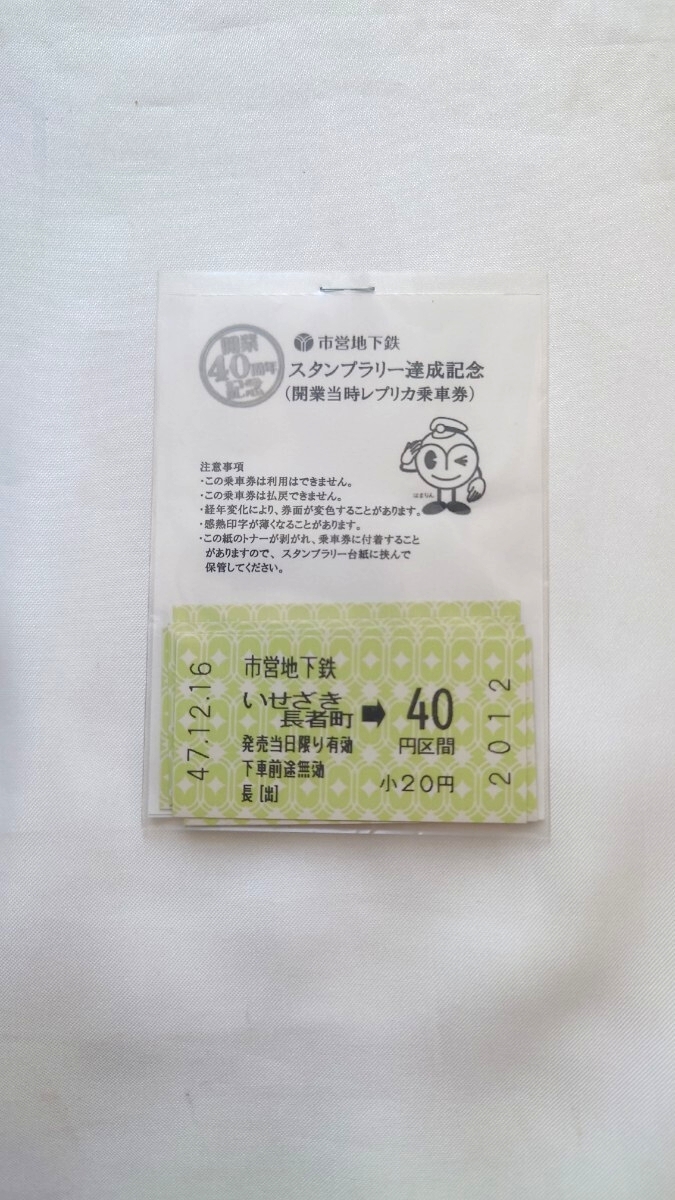 開業
40周年
記念
市営地下鉄
スタンプラリー達成記念
(開業当時レプリカ乗車券)
はまりん
注意事項
・この乗車券は利用はできません。
・この乗車券は払戻できません。
・経年変化により、券面が変色することがあります。
・感熱印字が薄くなることがあります。
・この紙のトナーが剥がれ、乗車券に付着すること
がありますので、スタンプラリー台紙に挟んで
保管してください。
47.12.16
市営地下鉄
いせざき
長者町 ➡ 40
発売当日限り有効 円区間
下車前途無効
小20円
長 [出]
2012